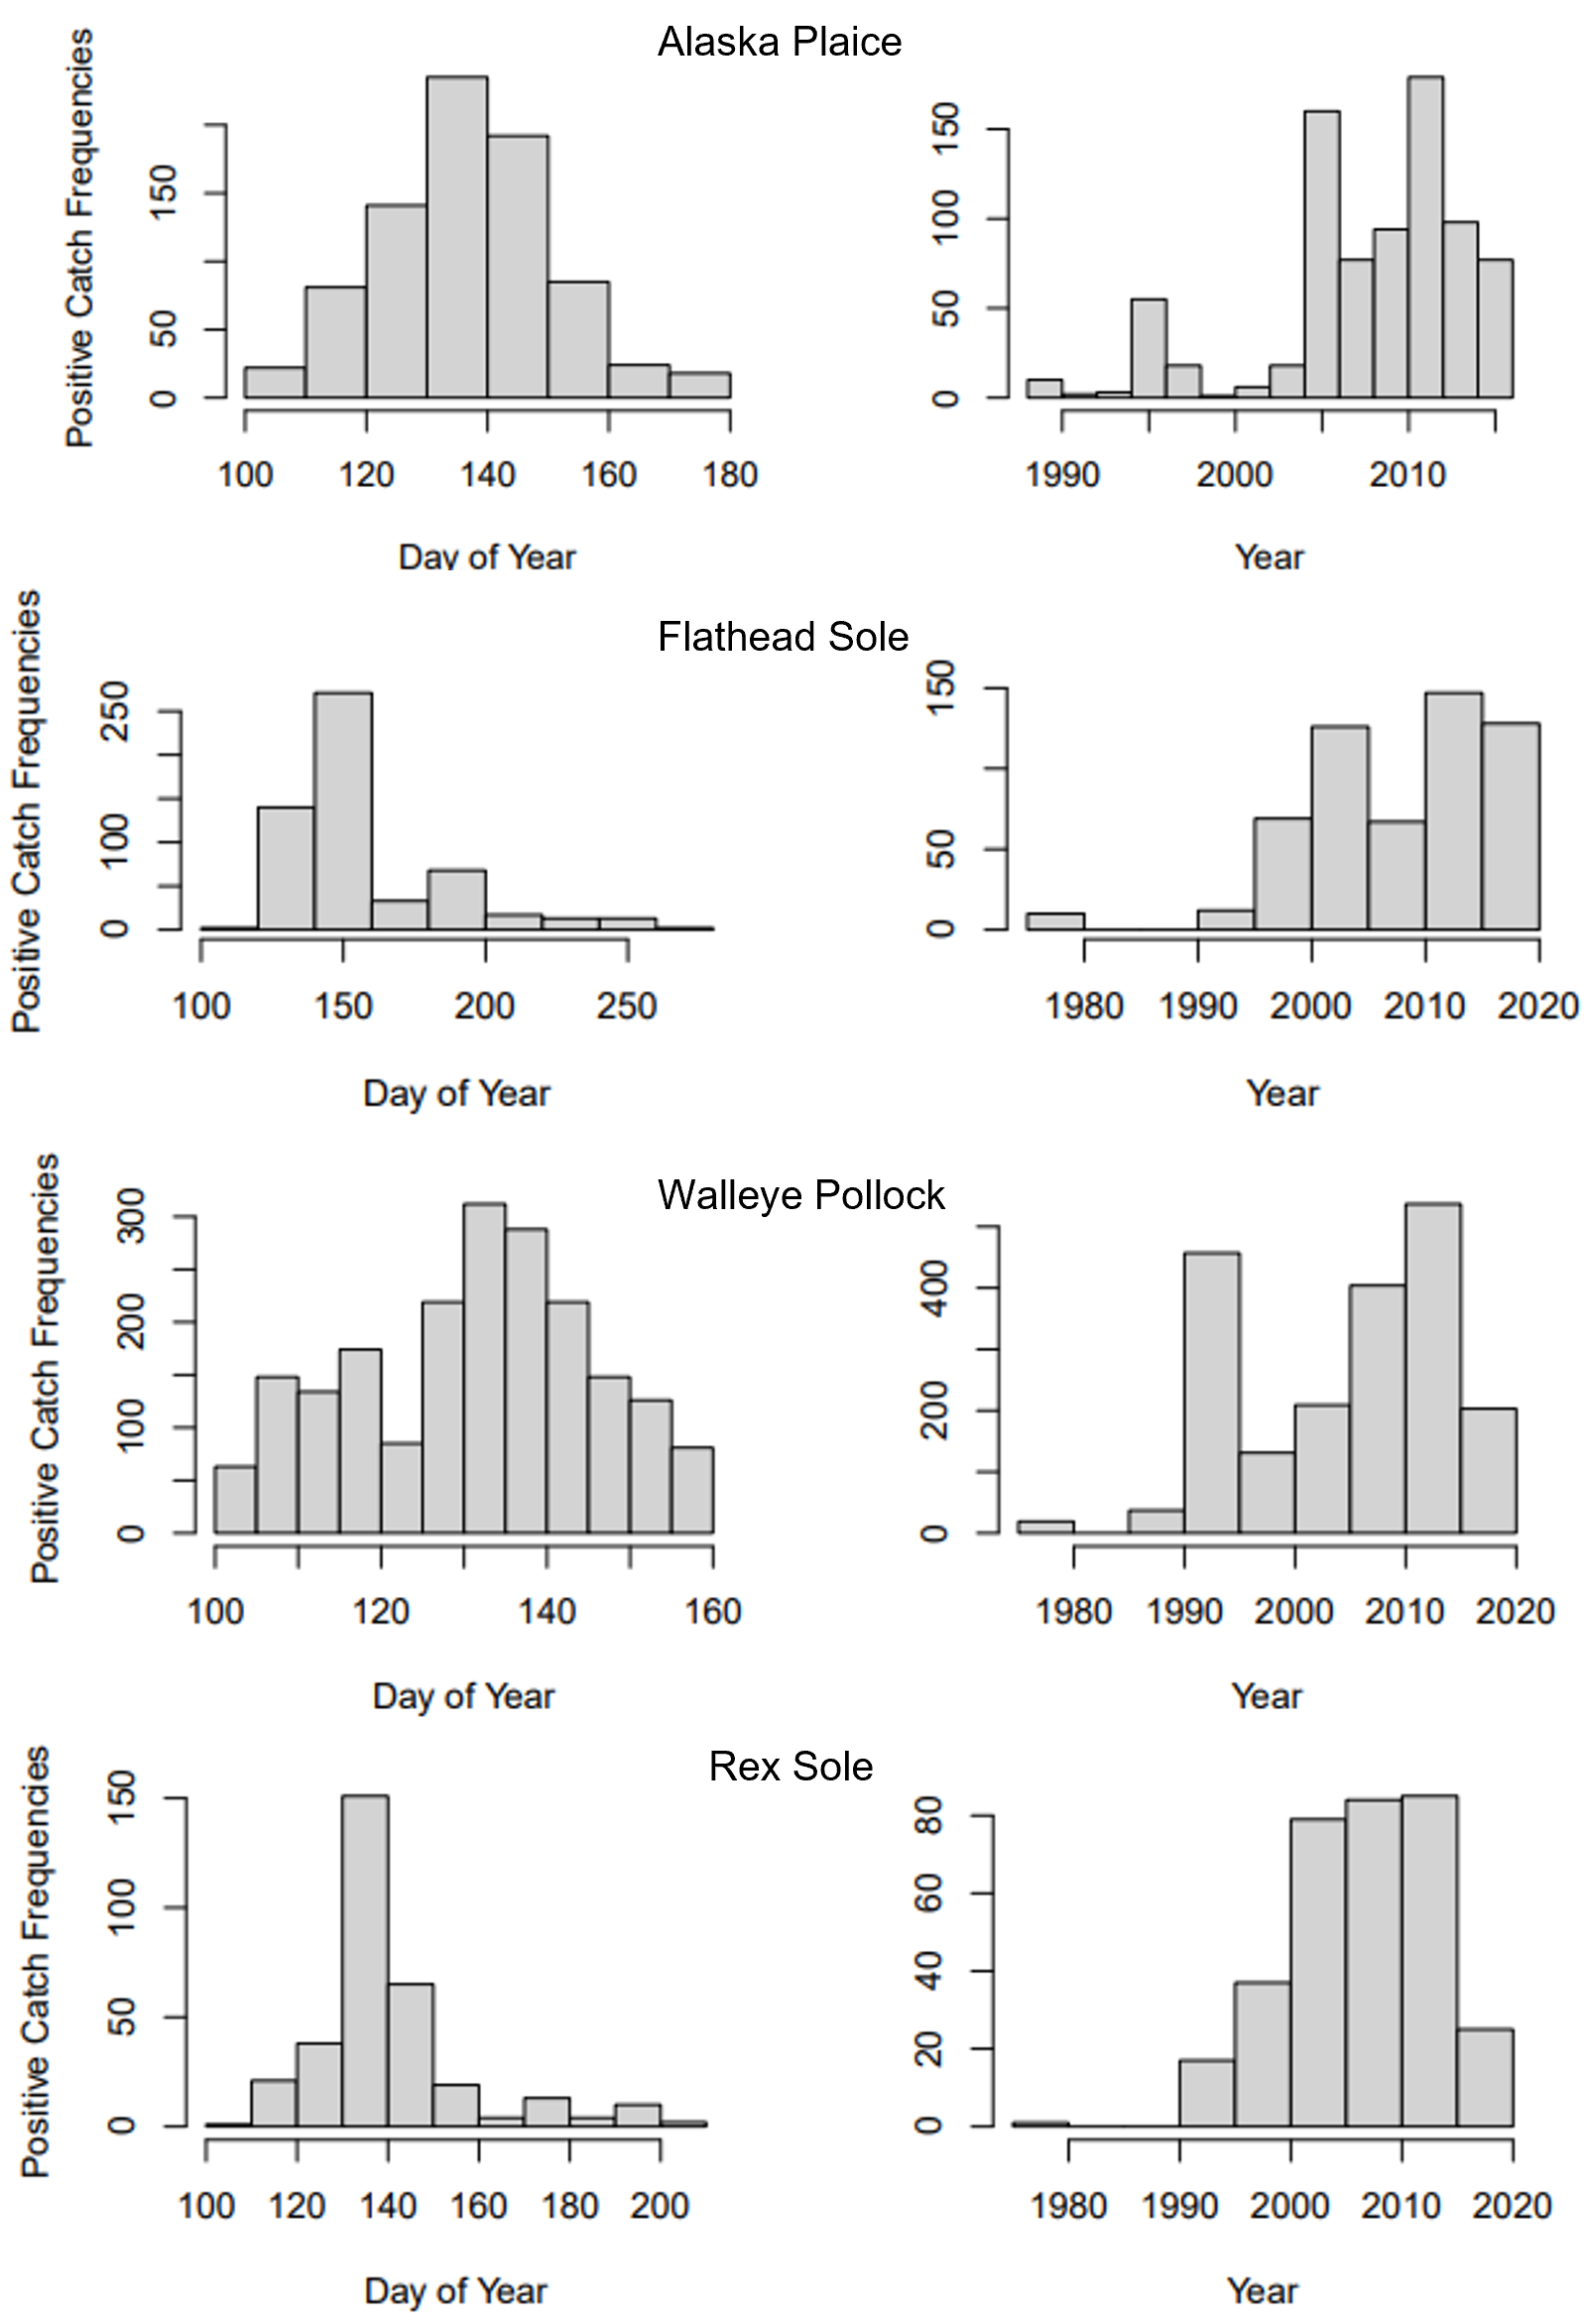 Alaska Plaice
Positive Catch Frequencies
0 50 150
100 120 140 160 180
Day of Year
0 50 100 150
1990 2000 2010
Year
Flathead Sole
Positive Catch Frequencies
0 100 250
100 150 200 250
Day of Year
0 50 150
1980 1990 2000 2010 2020
Year
Walleye Pollock
Positive Catch Frequencies
0 100 200 300
100 120 140 160
Day of Year
0 200 400
1980 1990 2000 2010 2020
Year
Rex Sole
Positive Catch Frequencies
0 50 100 150
100 120 140 160 180 200
Day of Year
0 20 40 60 80
1980 1990 2000 2010 2020
Year